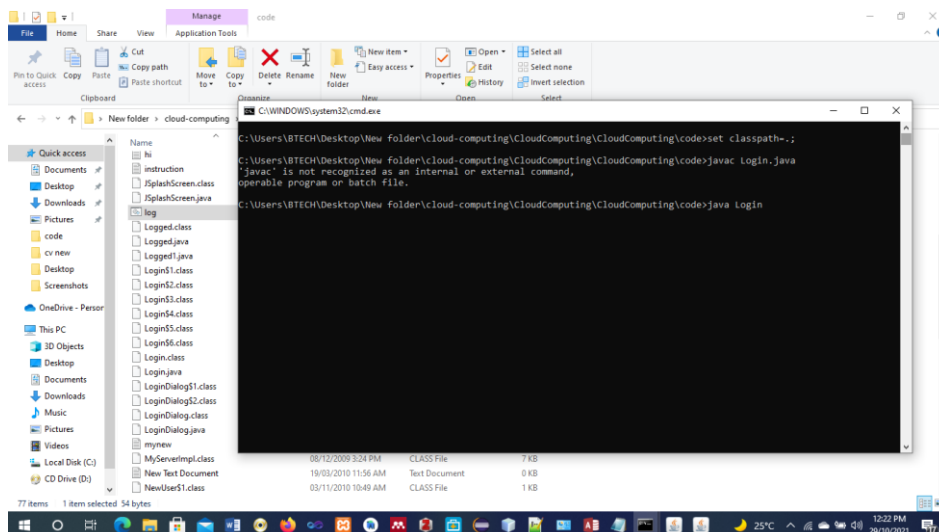 Manage
code
File
Home
Share
View
Application Tools
Pin to Quick access
Copy
Paste
Cut
Copy path
Paste shortcut
Move to
Copy to
Delete
Rename
New folder
New item
Easy access
Properties
Open
Edit
History
Select all
Select none
Invert selection
Clipboard
Organize
New
Open
Select
New folder > cloud-computing >
C:\WINDOWS\system32\cmd.exe
C:\Users\BTECH\Desktop\New folder\cloud-computing\CloudComputing\CloudComputing\code>set classpath=.;
C:\Users\BTECH\Desktop\New folder\cloud-computing\CloudComputing\CloudComputing\code>javac Login.java
'javac' is not recognized as an internal or external command,
operable program or batch file.
C:\Users\BTECH\Desktop\New folder\cloud-computing\CloudComputing\CloudComputing\code>java Login
Quick access
Documents
Desktop
Downloads
Pictures
code
cv new
Desktop
Screenshots
OneDrive - Person
This PC
3D Objects
Desktop
Documents
Downloads
Music
Pictures
Videos
Local Disk (C:)
CD Drive (D:)
Name
hi
instruction
JSplashScreen.class
JSplashScreen.java
log
Logged.class
Logged.java
Logged1.java
Login$1.class
Login$2.class
Login$3.class
Login$4.class
Login$5.class
Login$6.class
Login.class
Login.java
LoginDialog$1.class
LoginDialog$2.class
LoginDialog.class
LoginDialog.java
mynew
MyServerImpl.class 08/12/2009 3:24 PM CLASS File 7 KB
New Text Document 19/03/2010 11:56 AM Text Document 0 KB
NewUser$1.class 03/11/2010 10:49 AM CLASS File 1 KB
77 items 1 item selected 54 bytes
25°C
12:22 PM
29/10/2021